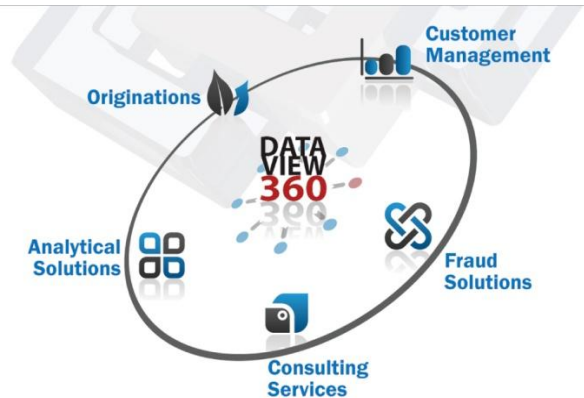 Customer
Management
Originations
DATA
VIEW
360
Analytical
Solutions
Fraud
Solutions
Consulting
Services